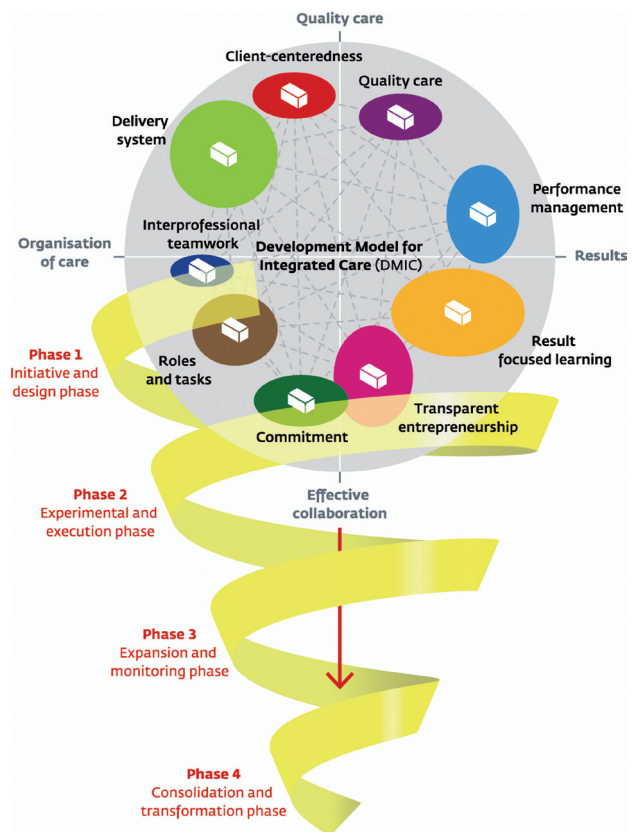 Quality care
Client-centeredness
Quality care
Delivery
system
Performance
management
Interprofessional
teamwork
Organisation
of care
Development Model for
Integrated Care (DMIC)
Results
Phase 1
Initiative and
design phase
Roles
and tasks
Result
focused learning
Commitment
Transparent
entrepreneurship
Effective
collaboration
Phase 2
Experimental and
execution phase
Phase 3
Expansion and
monitoring phase
Phase 4
Consolidation and
transformation phase